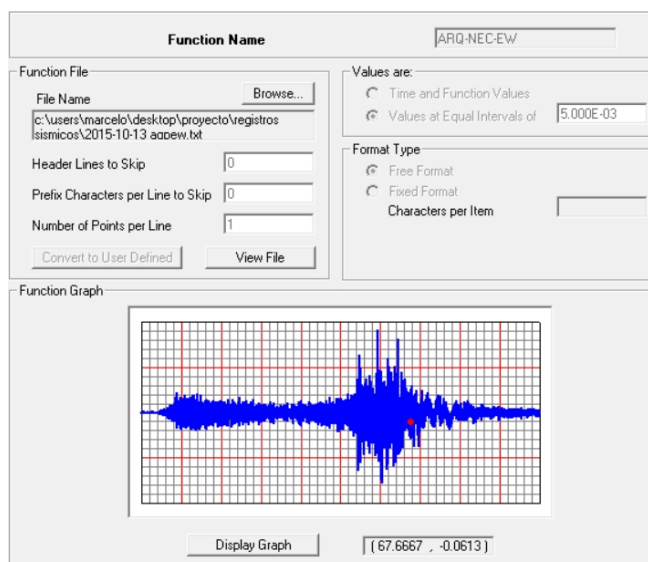 Function Name
ARQ-NEC-EW
Function File
File Name
Browse...
c:\users\marcelo\desktop\proyecto\registros
sismicos\2015-10-13 aqpew.txt
Header Lines to Skip
0
Prefix Characters per Line to Skip
0
Number of Points per Line
1
Convert to User Defined
View File
Values are:
Time and Function Values
Values at Equal Intervals of
5.000E-03
Format Type
Free Format
Fixed Format
Characters per Item
Function Graph
Display Graph
( 67.6667 , -0.0613 )